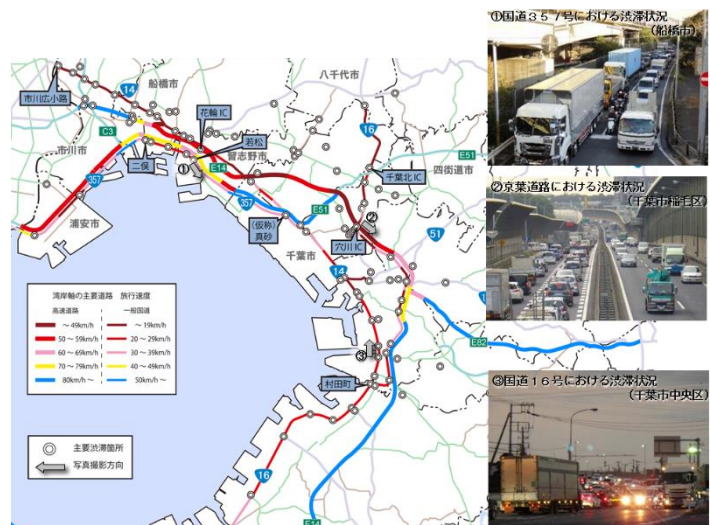 ①国道357号における渋滞状況
(船橋市)
八千代市
船橋市
14
市川広小路
花輪IC
16
C3
若松
E51
市川市
習志野市
二俣
①
E14
千葉北IC
四街道市
357
357
②京葉道路における渋滞状況
(千葉市稲毛区)
浦安市
E51
②
(仮称)
真砂
穴川IC
51
千葉市
14
湾岸軸の主要道路 旅行速度
高速道路 一般国道
~49km/h ~19km/h
50~59km/h 20~29km/h
60~69km/h 30~39km/h
70~79km/h 40~49km/h
80km/h~ 50km/h~
E82
③
③国道16号における渋滞状況
(千葉市中央区)
村田町
主要渋滞箇所
写真撮影方向
16
E14